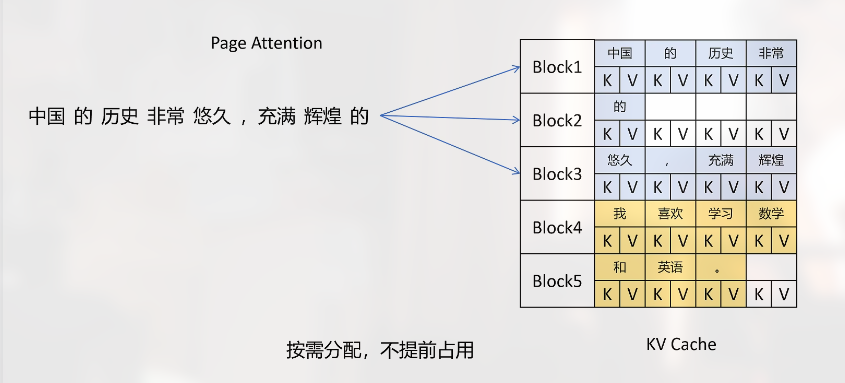 Page Attention
中国 的 历史 非常 悠久 ，充满 辉煌 的
Block1
中国 的 历史 非常
K V K V K V K V
Block2
的
K V K V K V K V
Block3
悠久 ， 充满 辉煌
K V K V K V K V
Block4
我 喜欢 学习 数学
K V K V K V K V
Block5
和 英语 。
K V K V K V K V
按需分配，不提前占用
KV Cache